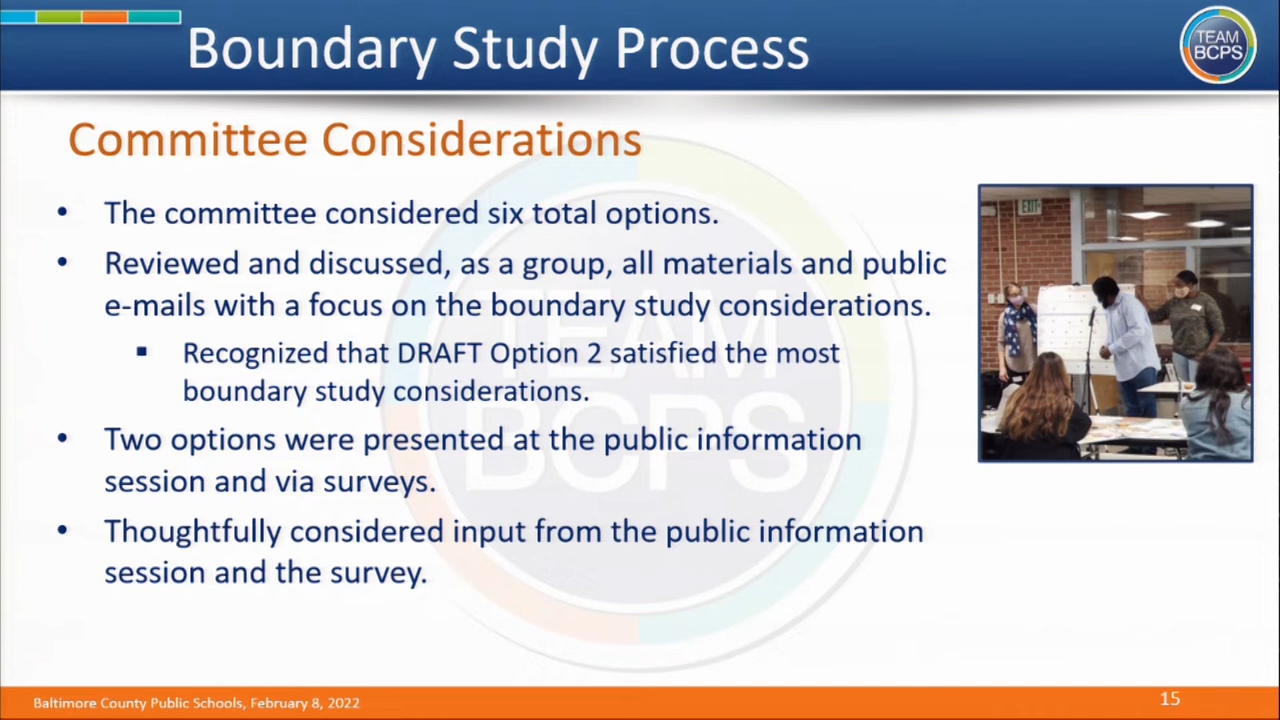 Boundary Study Process
TEAM
BCPS
Committee Considerations
• The committee considered six total options.
• Reviewed and discussed, as a group, all materials and public
e-mails with a focus on the boundary study considerations.
▪ Recognized that DRAFT Option 2 satisfied the most
boundary study considerations.
• Two options were presented at the public information
session and via surveys.
• Thoughtfully considered input from the public information
session and the survey.
EXIT
TEAM
BCPS
Baltimore County Public Schools, February 8, 2022
15